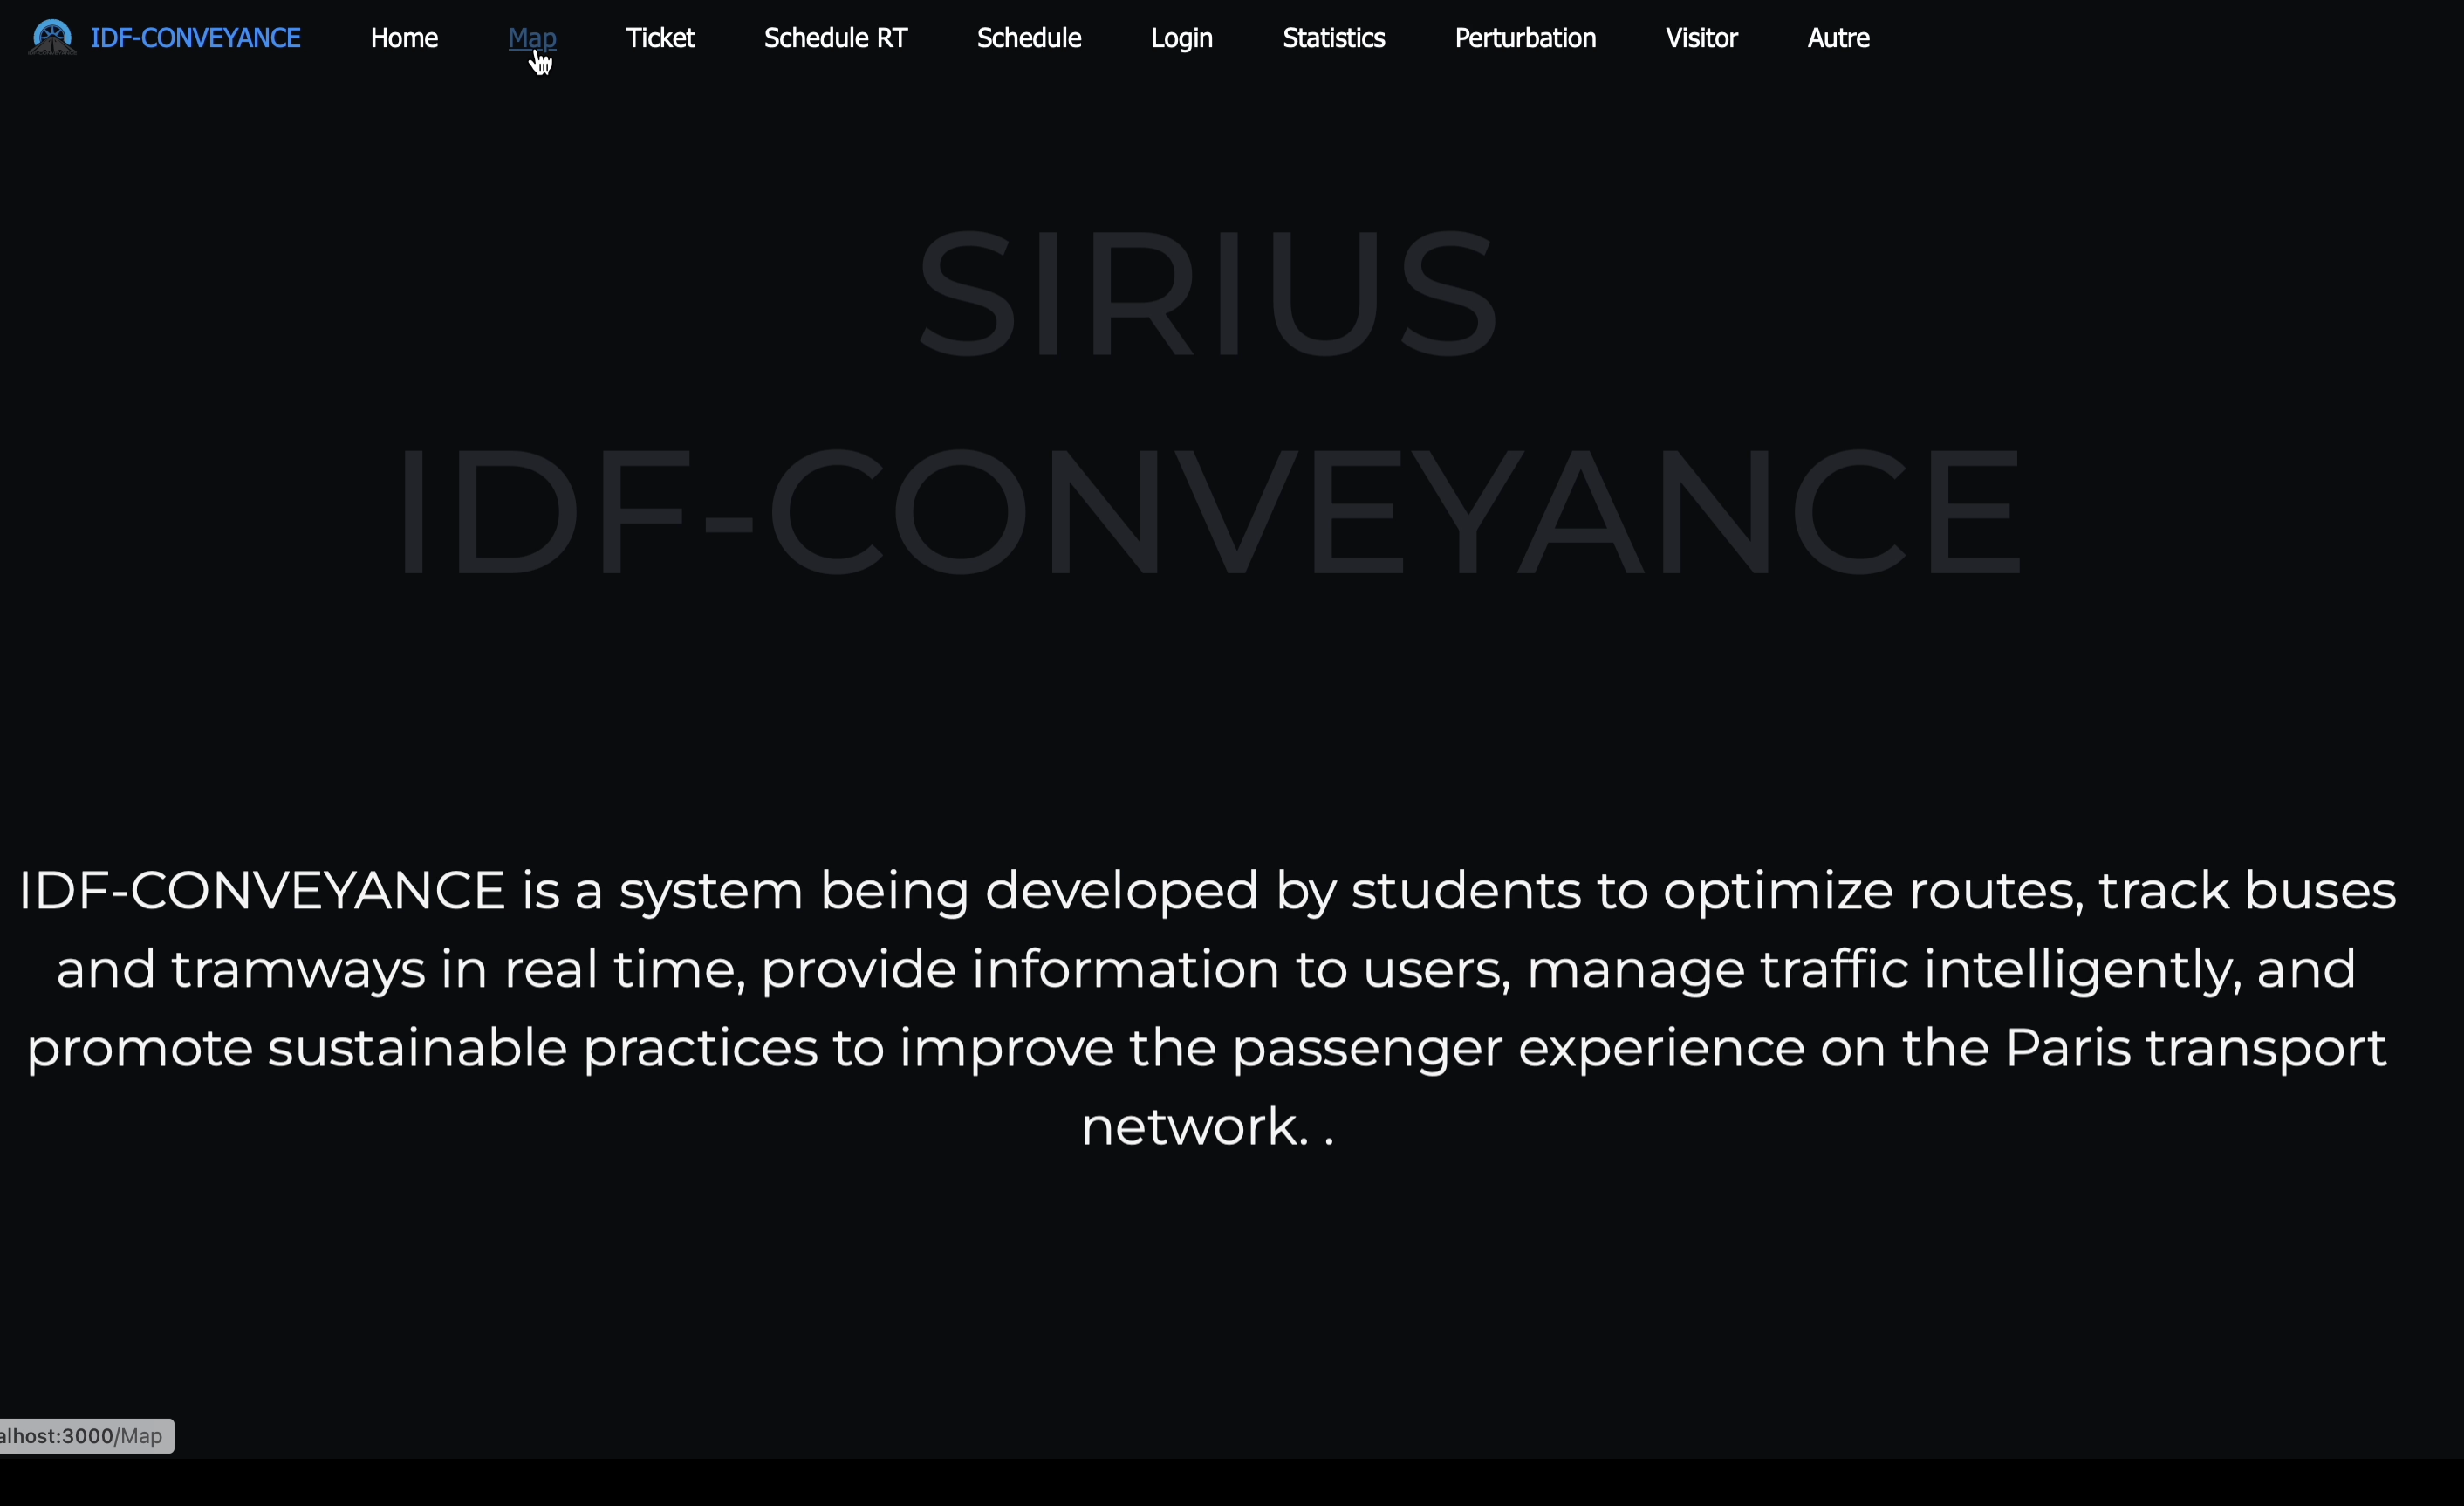 IDF-CONVEYANCE Home Map Ticket Schedule RT Schedule Login Statistics Perturbation Visitor Autre
SIRIUS
IDF-CONVEYANCE
IDF-CONVEYANCE is a system being developed by students to optimize routes, track buses
and tramways in real time, provide information to users, manage traffic intelligently, and
promote sustainable practices to improve the passenger experience on the Paris transport
network. .
alhost:3000/Map